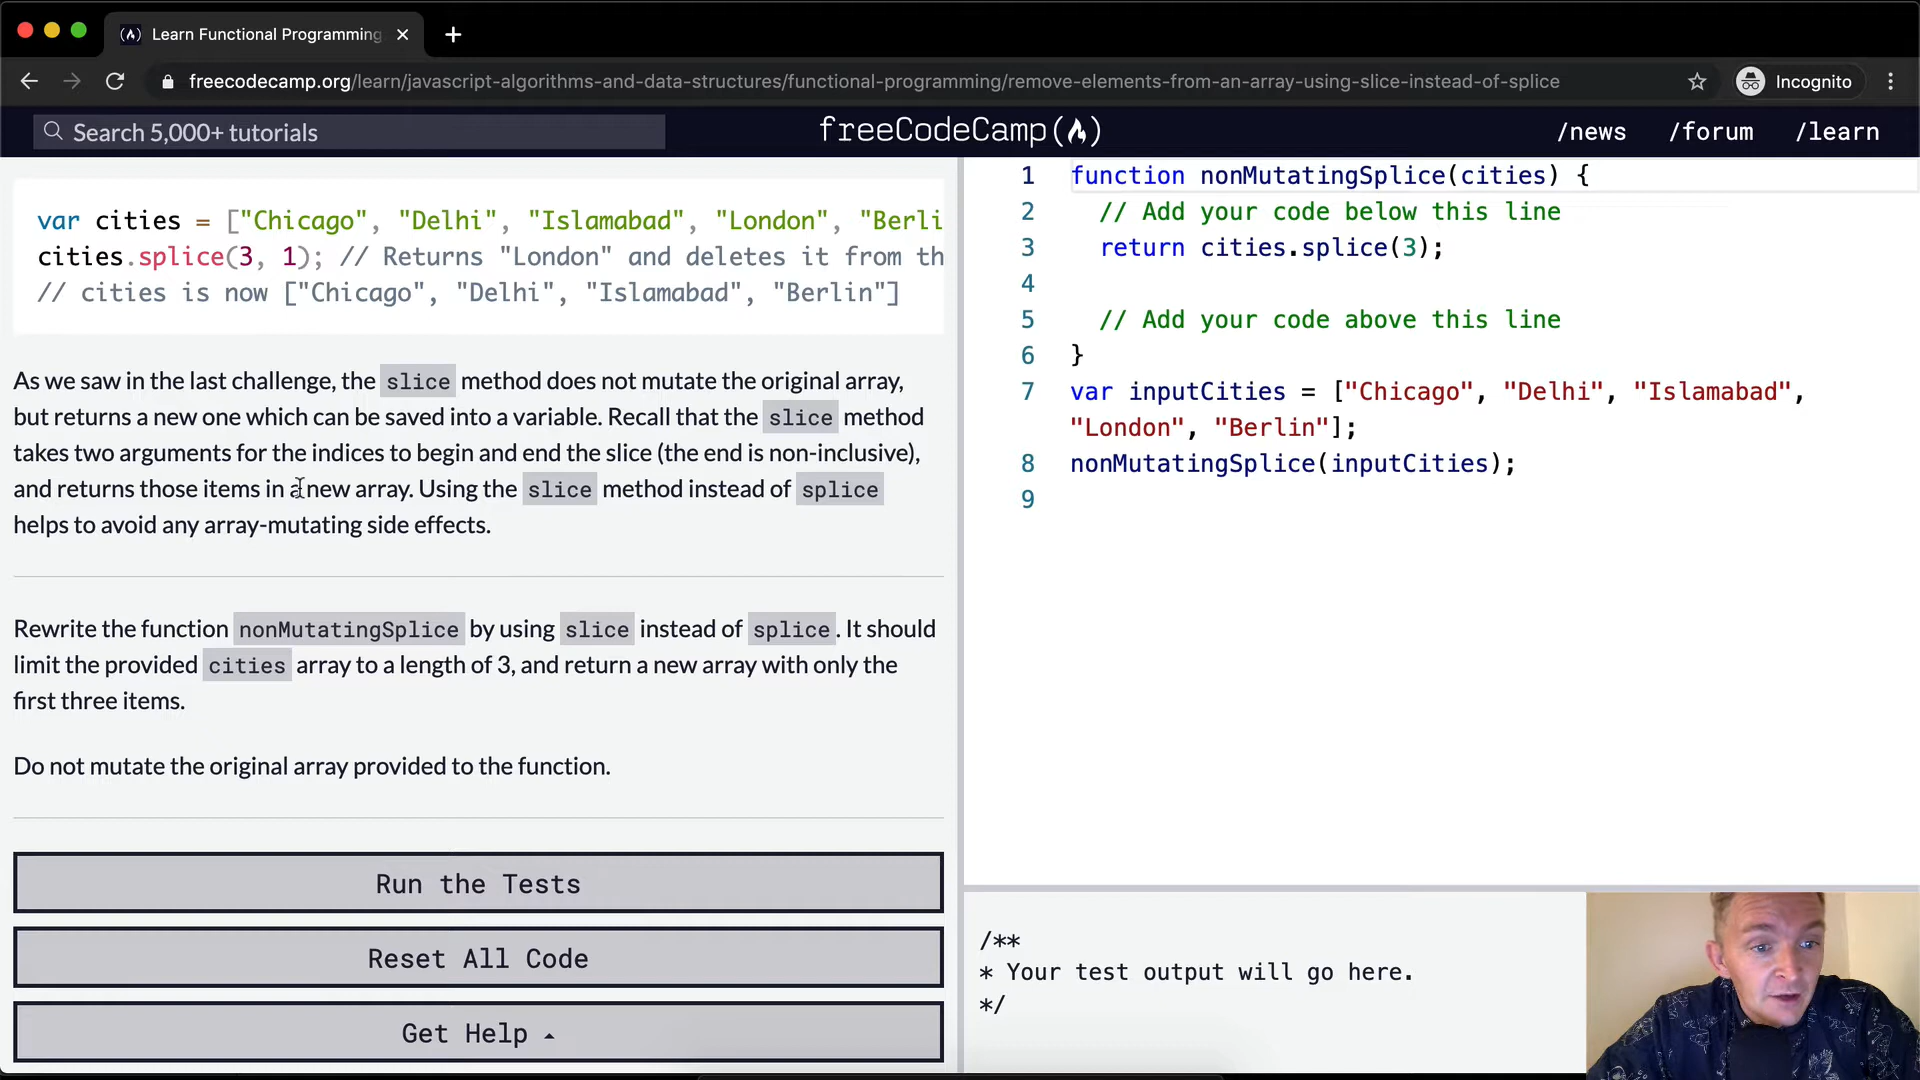 Learn Functional Programming
freecodecamp.org/learn/javascript-algorithms-and-data-structures/functional-programming/remove-elements-from-an-array-using-slice-instead-of-splice
Incognito
Search 5,000+ tutorials
freeCodeCamp(🔥)
/news /forum /learn
var cities = ["Chicago", "Delhi", "Islamabad", "London", "Berli
cities.splice(3, 1); // Returns "London" and deletes it from th
// cities is now ["Chicago", "Delhi", "Islamabad", "Berlin"]
As we saw in the last challenge, the slice method does not mutate the original array,
but returns a new one which can be saved into a variable. Recall that the slice method
takes two arguments for the indices to begin and end the slice (the end is non-inclusive),
and returns those items in a new array. Using the slice method instead of splice
helps to avoid any array-mutating side effects.
Rewrite the function nonMutatingSplice by using slice instead of splice. It should
limit the provided cities array to a length of 3, and return a new array with only the
first three items.
Do not mutate the original array provided to the function.
Run the Tests
Reset All Code
Get Help
1 function nonMutatingSplice(cities) {
2 // Add your code below this line
3 return cities.splice(3);
4
5 // Add your code above this line
6 }
7 var inputCities = ["Chicago", "Delhi", "Islamabad",
"London", "Berlin"];
8 nonMutatingSplice(inputCities);
9
/**
* Your test output will go here.
*/